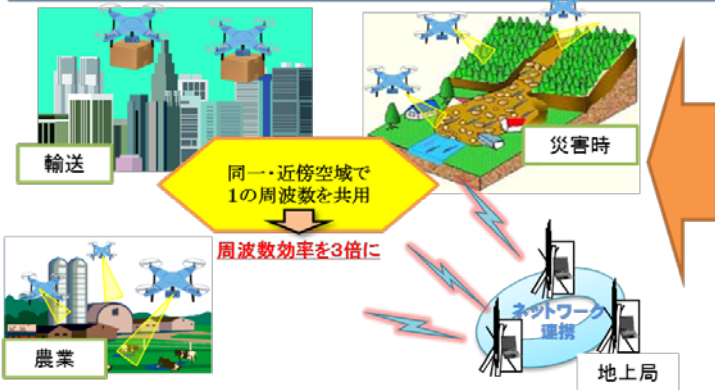 輸送
災害時
同一・近傍空域で
1の周波数を共用
周波数効率を3倍に
農業
ネットワーク
連携
地上局